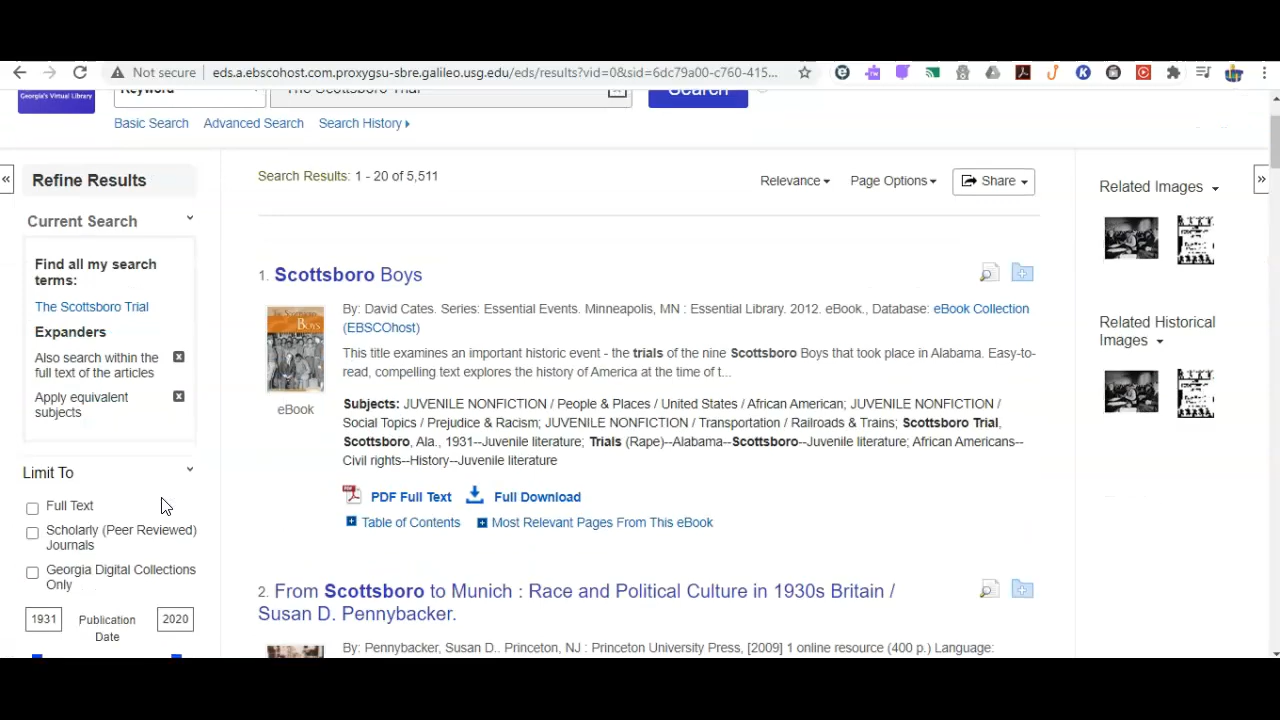 Not secure
eds.a.ebscohost.com.proxygsu-sbre.galileo.usg.edu/eds/results?vid=0&sid=6dc79a00-c760-415...
Georgia's Virtual Library
Keyword
The Scottsboro Trial
Search
Basic Search Advanced Search Search History
Refine Results
Current Search
Find all my search
terms:
The Scottsboro Trial
Expanders
Also search within the
full text of the articles
Apply equivalent
subjects
Limit To
Full Text
Scholarly (Peer Reviewed)
Journals
Georgia Digital Collections
Only
1931 Publication 2020
Date
Search Results: 1 - 20 of 5,511
Relevance Page Options Share
1. Scottsboro Boys
By: David Cates. Series: Essential Events. Minneapolis, MN : Essential Library. 2012. eBook., Database: eBook Collection
(EBSCOhost)
This title examines an important historic event - the trials of the nine Scottsboro Boys that took place in Alabama. Easy-to-
read, compelling text explores the history of America at the time of t...
eBook
Subjects: JUVENILE NONFICTION / People & Places / United States / African American; JUVENILE NONFICTION /
Social Topics / Prejudice & Racism; JUVENILE NONFICTION / Transportation / Railroads & Trains; Scottsboro Trial,
Scottsboro, Ala., 1931--Juvenile literature; Trials (Rape)--Alabama--Scottsboro--Juvenile literature; African Americans--
Civil rights--History--Juvenile literature
PDF Full Text Full Download
Table of Contents Most Relevant Pages From This eBook
2. From Scottsboro to Munich : Race and Political Culture in 1930s Britain /
Susan D. Pennybacker.
By: Pennybacker, Susan D.. Princeton, NJ : Princeton University Press, [2009] 1 online resource (400 p.) Language:
Related Images
Related Historical
Images